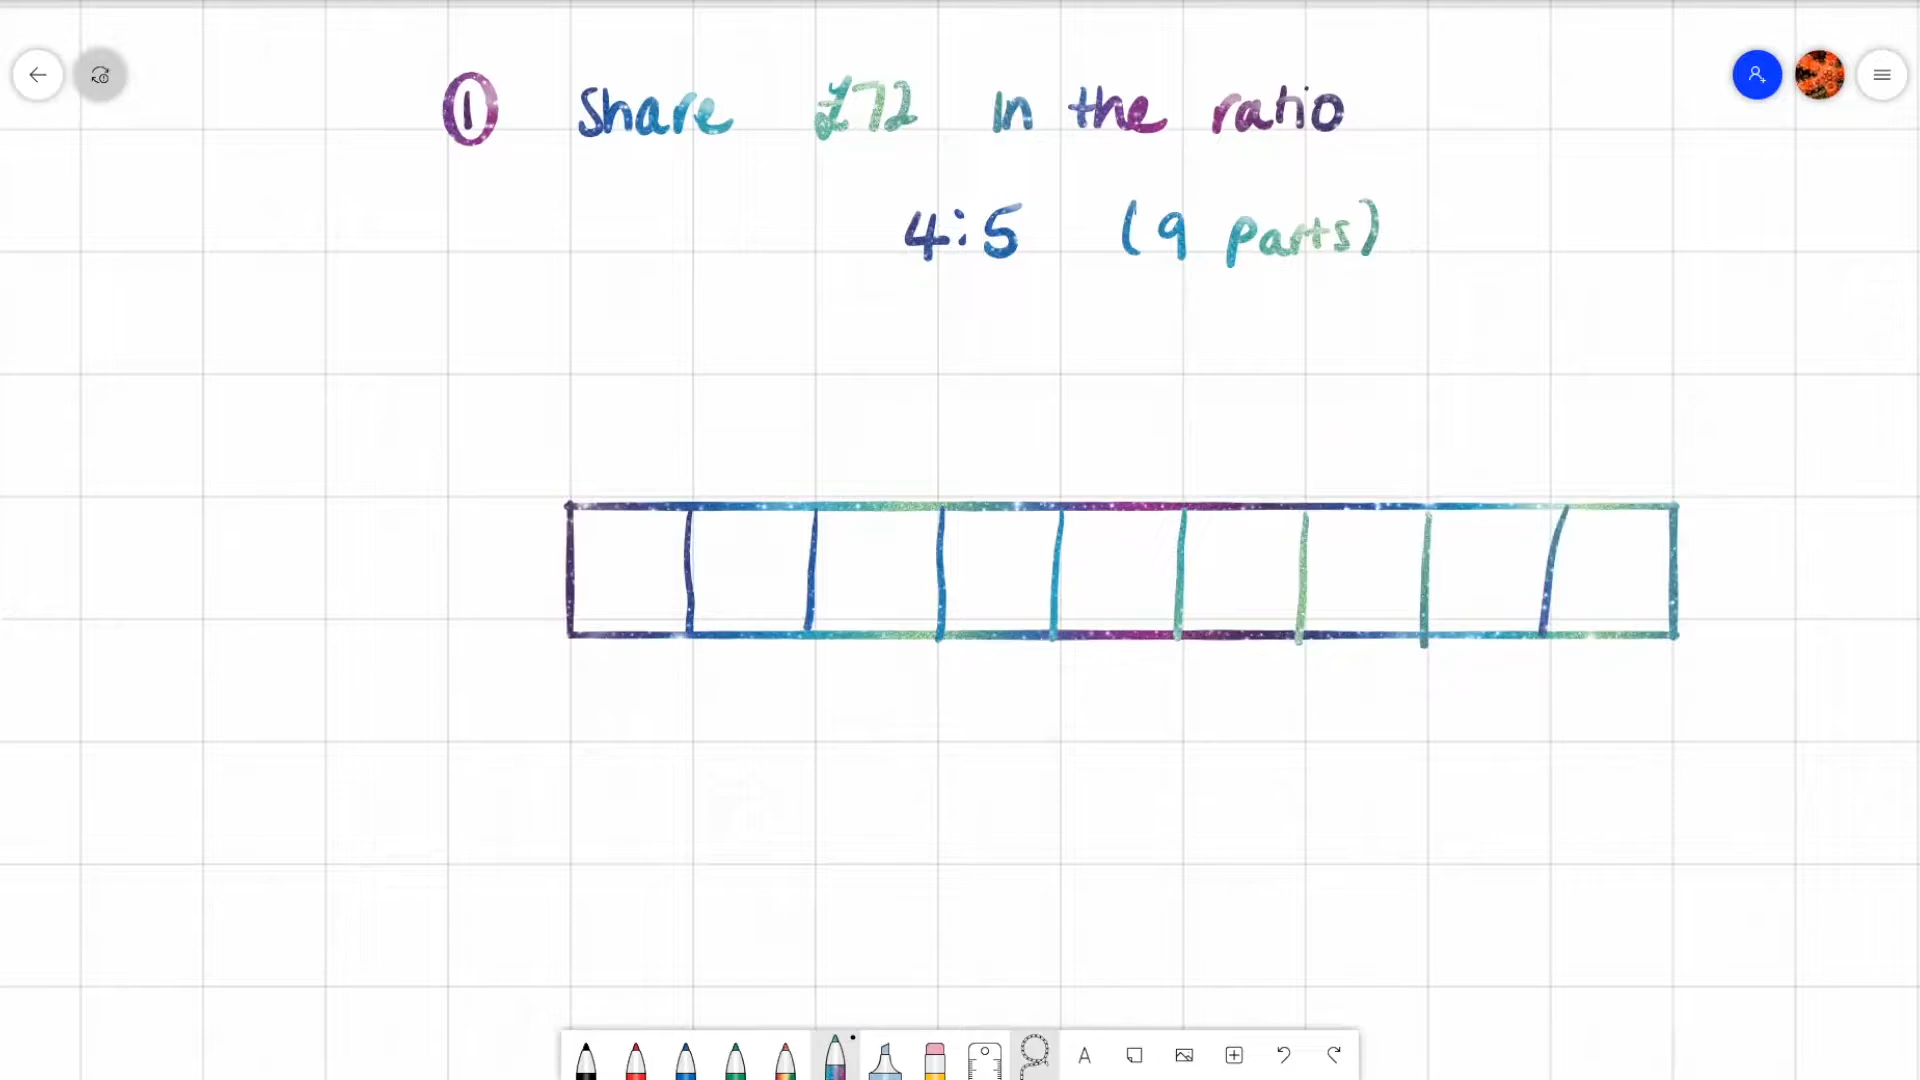 ① Share £72 in the ratio
4:5 (9 parts)
A